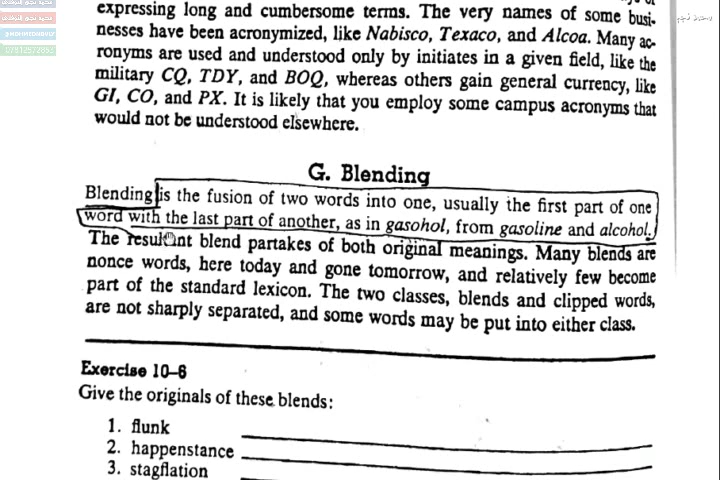 expressing long and cumbersome terms. The very names of some busi-
nesses have been acronymized, like Nabisco, Texaco, and Alcoa. Many ac-
ronyms are used and understood only by initiates in a given field, like the
military CQ, TDY, and BOQ, whereas others gain general currency, like
GI, CO, and PX. It is likely that you employ some campus acronyms that
would not be understood elsewhere.
G. Blending
Blending is the fusion of two words into one, usually the first part of one
word with the last part of another, as in gasohol, from gasoline and alcohol.
The resultant blend partakes of both original meanings. Many blends are
nonce words, here today and gone tomorrow, and relatively few become
part of the standard lexicon. The two classes, blends and clipped words,
are not sharply separated, and some words may be put into either class.
Exercise 10–6
Give the originals of these blends:
1. flunk
2. happenstance
3. stagflation